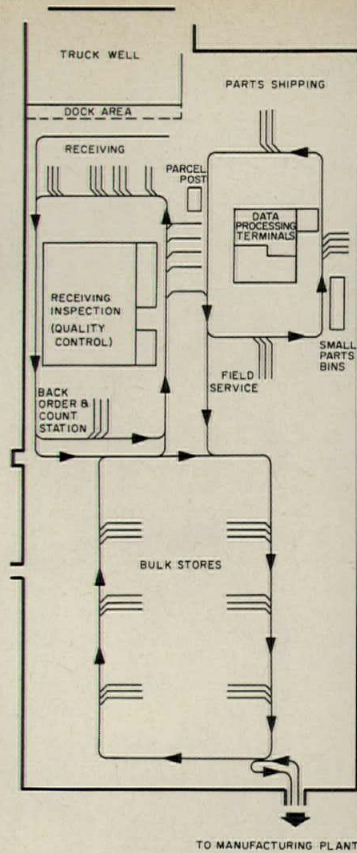 TRUCK WELL
DOCK AREA
RECEIVING
PARTS SHIPPING
PARCEL
POST
DATA
PROCESSING
TERMINALS
RECEIVING
INSPECTION
(QUALITY
CONTROL)
SMALL
PARTS
BINS
FIELD
SERVICE
BACK
ORDER &
COUNT
STATION
BULK STORES
TO MANUFACTURING PLANT